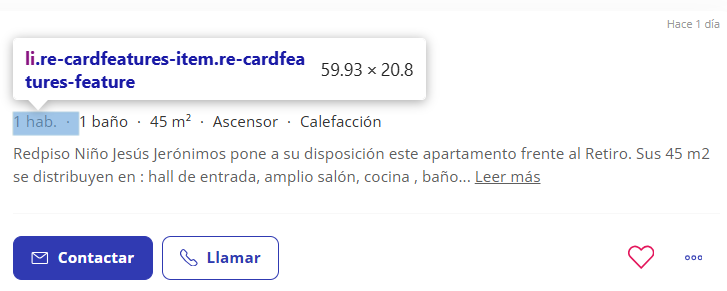 Hace 1 día
li.re-cardfeatures-item.re-cardfea
tures-feature
59.93 × 20.8
1 hab. · 1 baño · 45 m² · Ascensor · Calefacción
Redpiso Niño Jesús Jerónimos pone a su disposición este apartamento frente al Retiro. Sus 45 m2
se distribuyen en : hall de entrada, amplio salón, cocina , baño... Leer más
Contactar
Llamar